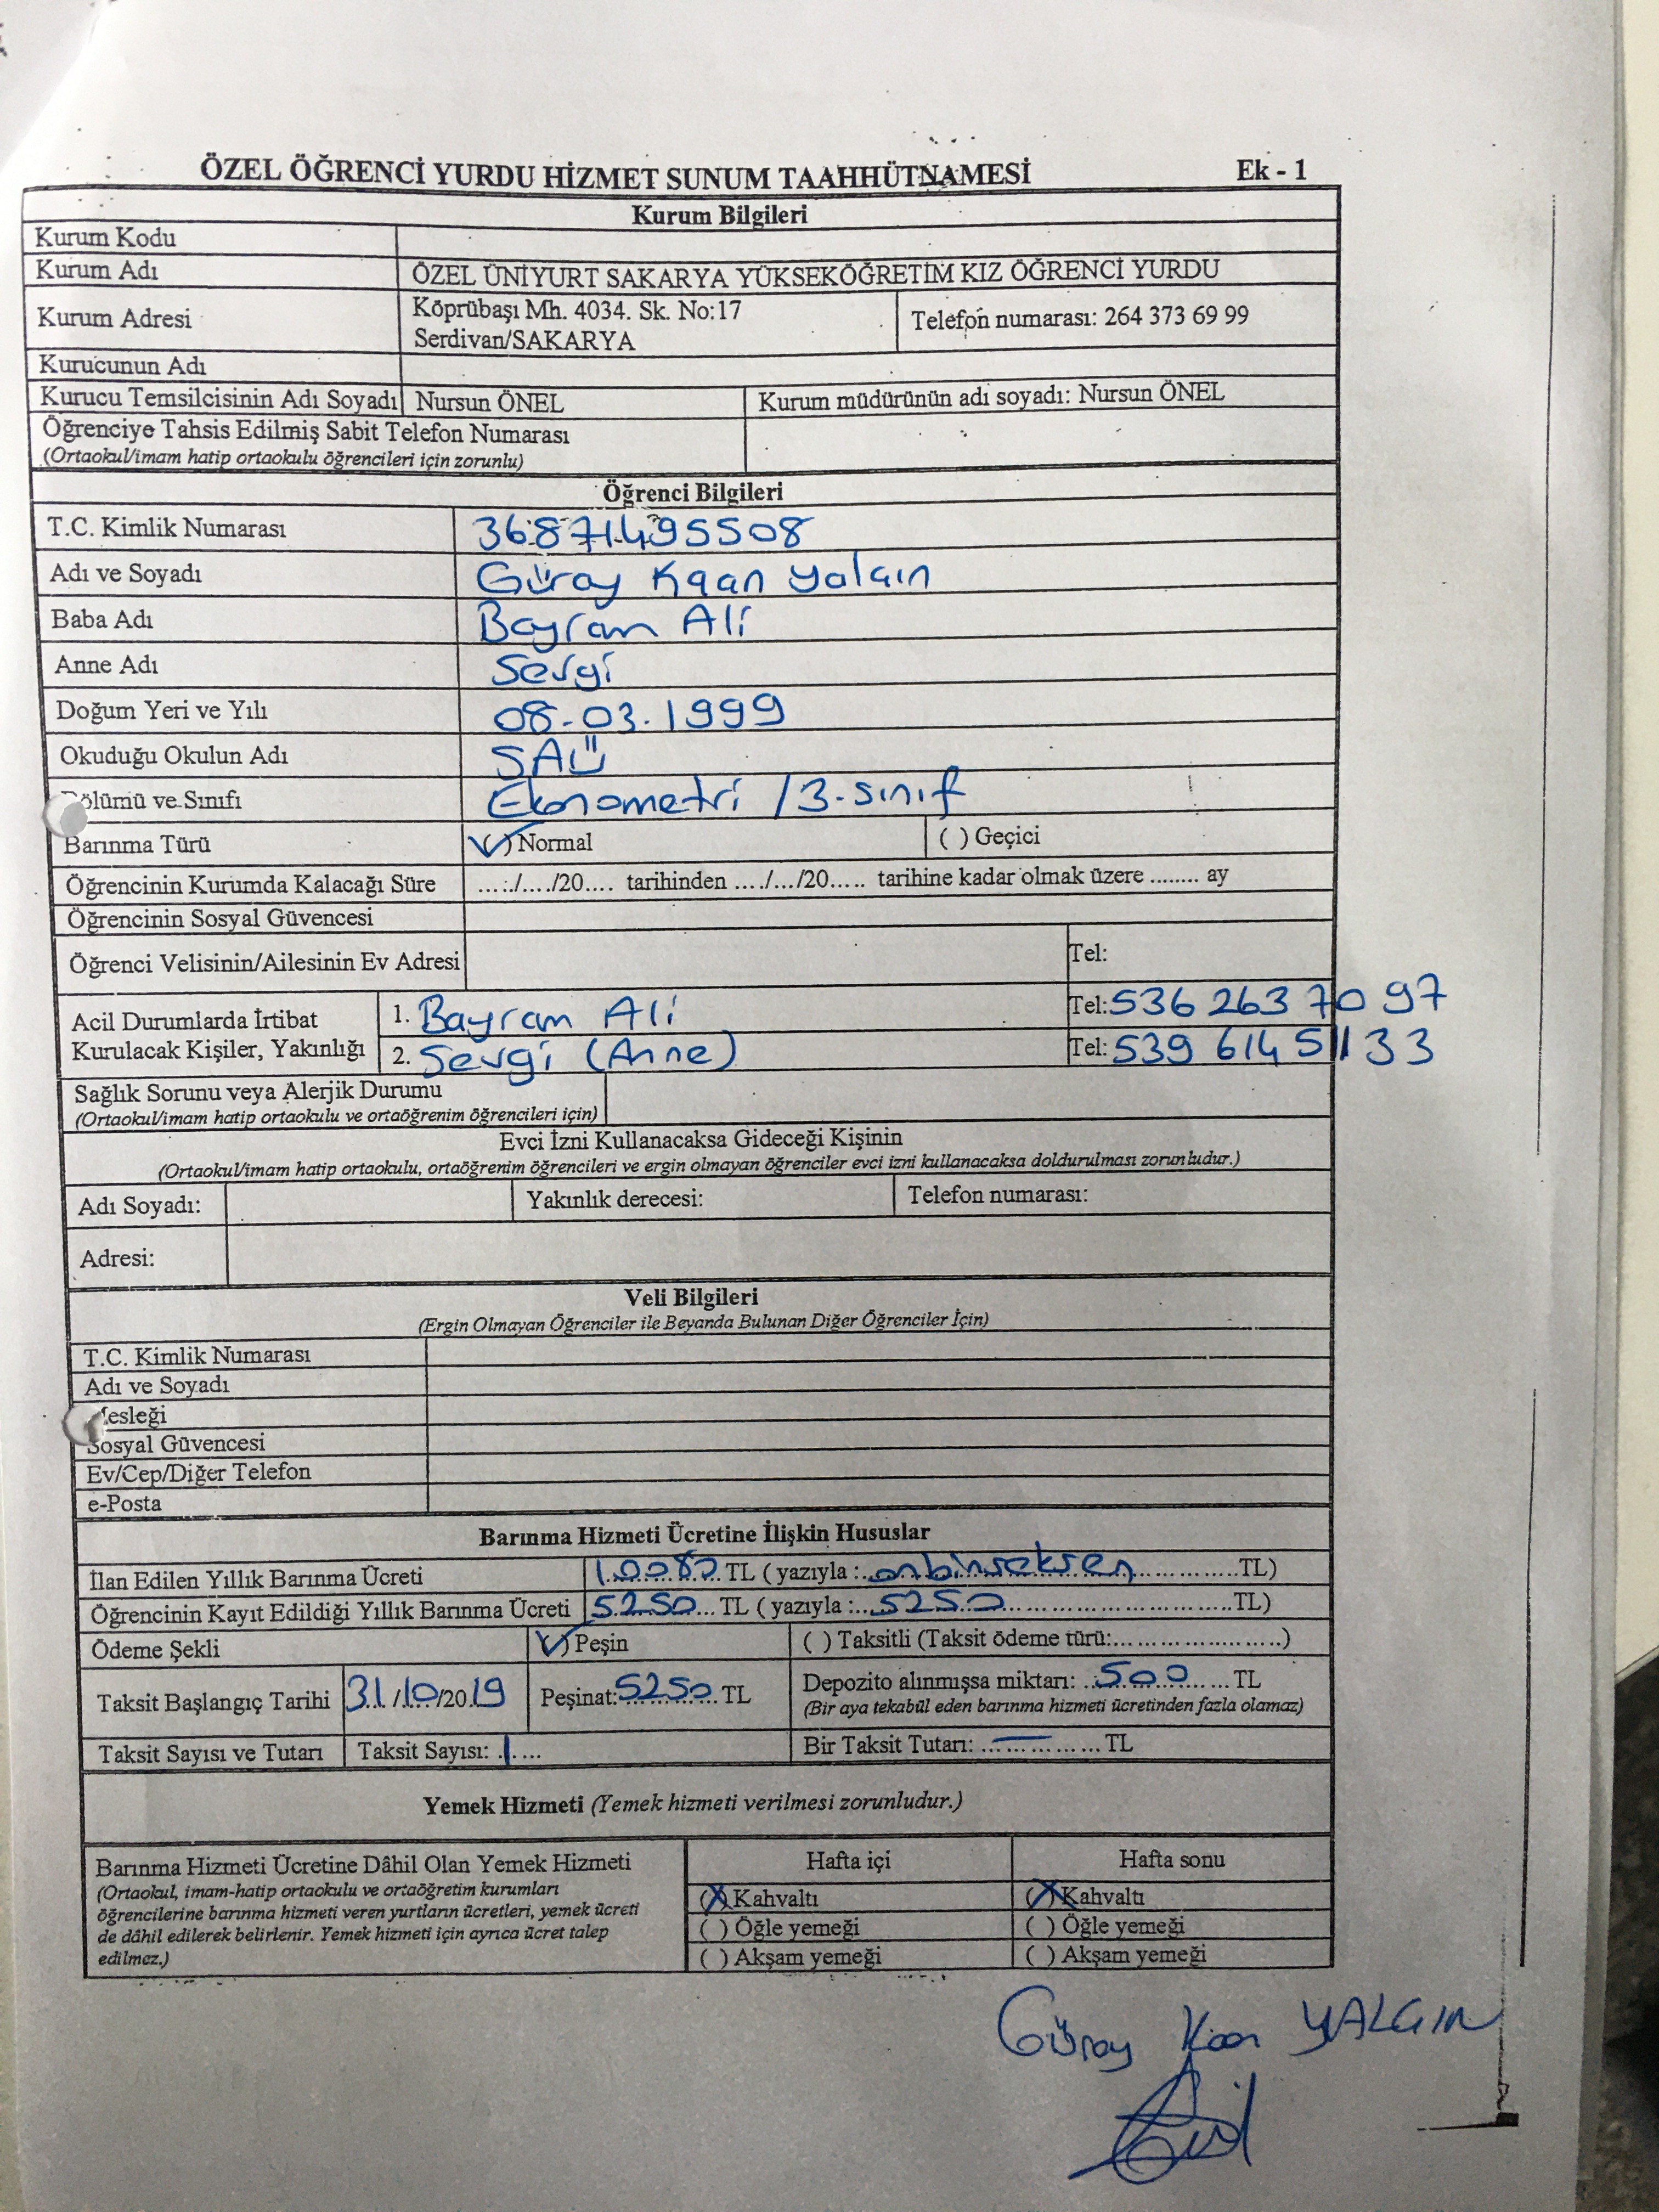 ÖZEL ÖĞRENCİ YURDU HİZMET SUNUM TAAHHÜTNAMESİ Ek - 1
Kurum Bilgileri
Kurum Kodu
Kurum Adı ÖZEL ÜNİYURT SAKARYA YÜKSEKÖĞRETİM KIZ ÖĞRENCİ YURDU
Kurum Adresi Köprübaşı Mh. 4034. Sk. No:17
Serdivan/SAKARYA
Telefon numarası: 264 373 69 99
Kurucunun Adı
Kurucu Temsilcisinin Adı Soyadı Nursun ÖNEL Kurum müdürünün adı soyadı: Nursun ÖNEL
Öğrenciye Tahsis Edilmiş Sabit Telefon Numarası
(Ortaokul/imam hatip ortaokulu öğrencileri için zorunlu)
Öğrenci Bilgileri
T.C. Kimlik Numarası 36871495508
Adı ve Soyadı Güray Kaan Yalçın
Baba Adı Bayram Ali
Anne Adı Sevgi
Doğum Yeri ve Yılı 08.03.1999
Okuduğu Okulun Adı SAÜ
Bölümü ve Sınıfı Ekonometri / 3.sınıf
Barınma Türü (✓) Normal ( ) Geçici
Öğrencinin Kurumda Kalacağı Süre ..../..../20.... tarihinden ..../.../20..... tarihine kadar olmak üzere ........ ay
Öğrencinin Sosyal Güvencesi
Öğrenci Velisinin/Ailesinin Ev Adresi Tel:
Acil Durumlarda İrtibat
Kurulacak Kişiler, Yakınlığı
1. Bayram Ali Tel: 536 263 70 97
2. Sevgi (Anne) Tel: 539 614 51 33
Sağlık Sorunu veya Alerjik Durumu
(Ortaokul/imam hatip ortaokulu ve ortaöğrenim öğrencileri için)
Evci İzni Kullanacaksa Gideceği Kişinin
(Ortaokul/imam hatip ortaokulu, ortaöğrenim öğrencileri ve ergin olmayan öğrenciler evci izni kullanacaksa doldurulması zorunludur.)
Adı Soyadı: Yakınlık derecesi: Telefon numarası:
Adresi:
Veli Bilgileri
(Ergin Olmayan Öğrenciler ile Beyanda Bulunan Diğer Öğrenciler İçin)
T.C. Kimlik Numarası
Adı ve Soyadı
Mesleği
Sosyal Güvencesi
Ev/Cep/Diğer Telefon
e-Posta
Barınma Hizmeti Ücretine İlişkin Hususlar
İlan Edilen Yıllık Barınma Ücreti 10080 TL ( yazıyla : onbinseksen TL)
Öğrencinin Kayıt Edildiği Yıllık Barınma Ücreti 5250 TL ( yazıyla : 5250 TL)
Ödeme Şekli (✓) Peşin ( ) Taksitli (Taksit ödeme türü:........................)
Taksit Başlangıç Tarihi 31/10/2019 Peşinat: 5250 TL Depozito alınmışsa miktarı: 500 TL
(Bir aya tekabül eden barınma hizmeti ücretinden fazla olamaz)
Taksit Sayısı ve Tutarı Taksit Sayısı: 1 Bir Taksit Tutarı: — TL
Yemek Hizmeti (Yemek hizmeti verilmesi zorunludur.)
Barınma Hizmeti Ücretine Dâhil Olan Yemek Hizmeti
(Ortaokul, imam-hatip ortaokulu ve ortaöğretim kurumları
öğrencilerine barınma hizmeti veren yurtların ücretleri, yemek ücreti
de dâhil edilerek belirlenir. Yemek hizmeti için ayrıca ücret talep
edilmez.)
Hafta içi Hafta sonu
(X) Kahvaltı (X) Kahvaltı
( ) Öğle yemeği ( ) Öğle yemeği
( ) Akşam yemeği ( ) Akşam yemeği
Güray Kaan YALÇIN